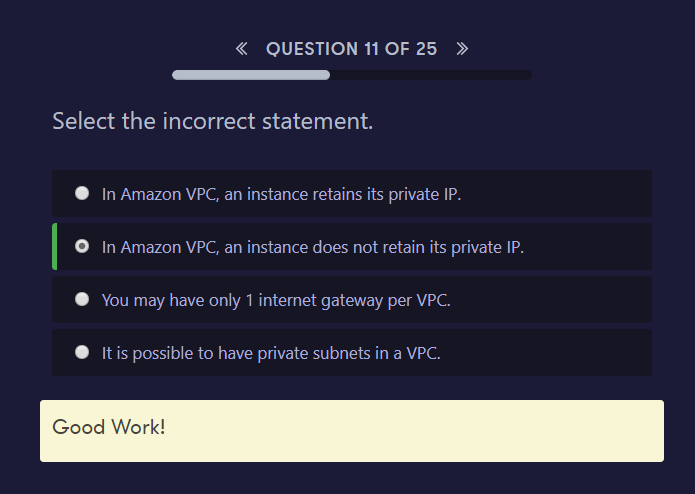 « QUESTION 11 OF 25 »
Select the incorrect statement.
In Amazon VPC, an instance retains its private IP.
In Amazon VPC, an instance does not retain its private IP.
You may have only 1 internet gateway per VPC.
It is possible to have private subnets in a VPC.
Good Work!